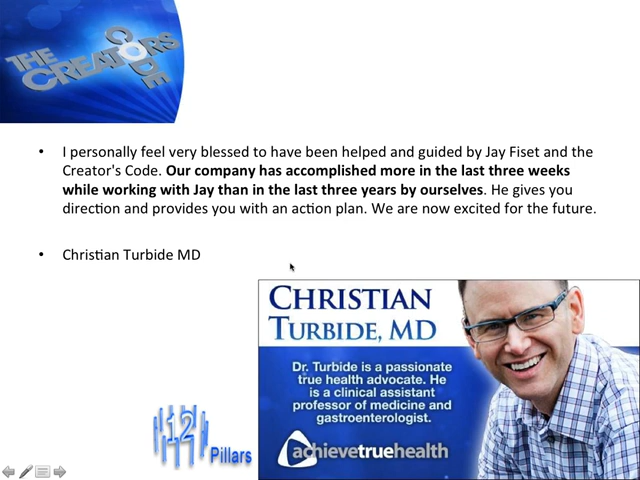 THE
CREATORS
CODE
• I personally feel very blessed to have been helped and guided by Jay Fiset and the
Creator's Code. Our company has accomplished more in the last three weeks
while working with Jay than in the last three years by ourselves. He gives you
direction and provides you with an action plan. We are now excited for the future.
• Christian Turbide MD
CHRISTIAN
TURBIDE, MD
Dr. Turbide is a passionate
true health advocate. He
is a clinical assistant
professor of medicine and
gastroenterologist.
achievetruehealth
12
Pillars